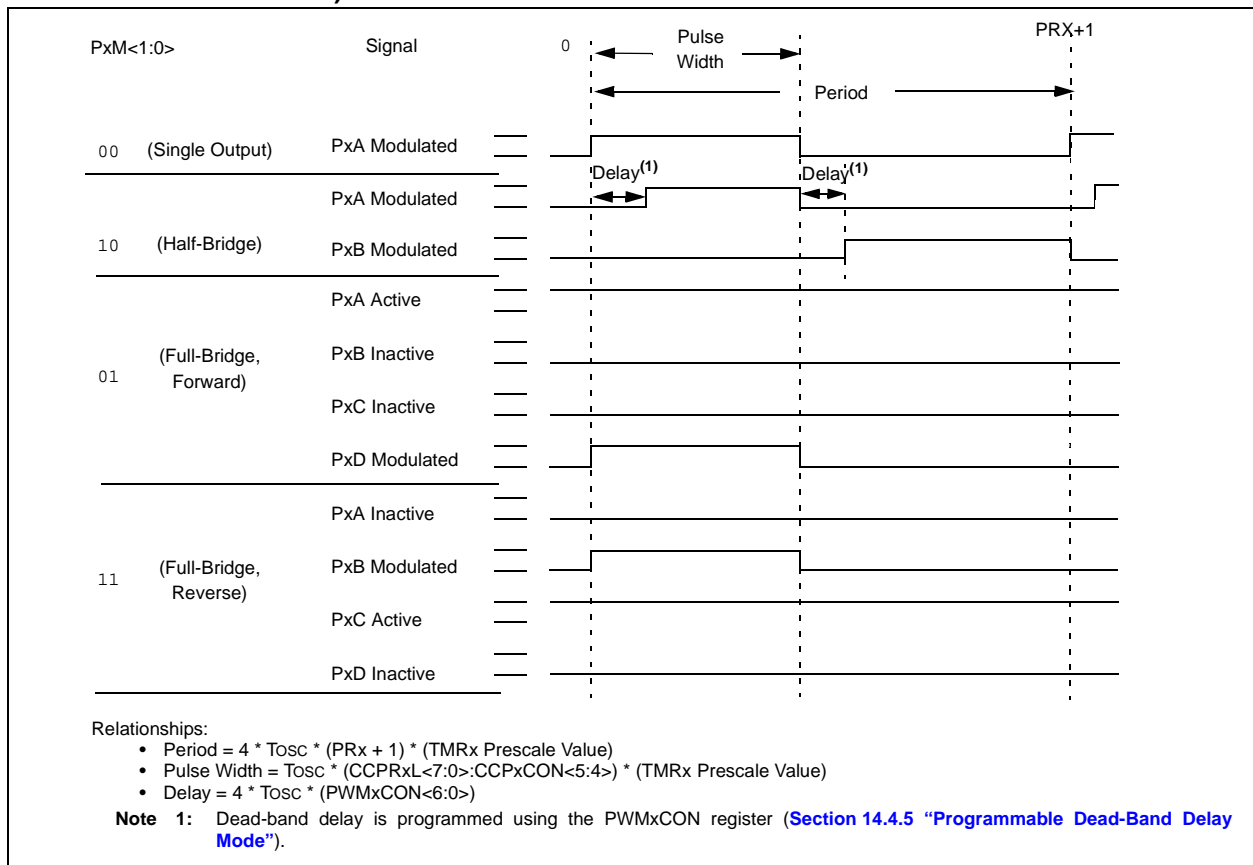 PxM<1:0> Signal 0 Pulse Width PRX+1
Period
00 (Single Output) PxA Modulated
Delay(1) Delay(1)
PxA Modulated
10 (Half-Bridge) PxB Modulated
PxA Active
PxB Inactive
01 (Full-Bridge, Forward)
PxC Inactive
PxD Modulated
PxA Inactive
PxB Modulated
11 (Full-Bridge, Reverse)
PxC Active
PxD Inactive
Relationships:
• Period = 4 * TOSC * (PRx + 1) * (TMRx Prescale Value)
• Pulse Width = TOSC * (CCPRxL<7:0>:CCPxCON<5:4>) * (TMRx Prescale Value)
• Delay = 4 * TOSC * (PWMxCON<6:0>)
Note 1: Dead-band delay is programmed using the PWMxCON register (Section 14.4.5 “Programmable Dead-Band Delay
Mode”).